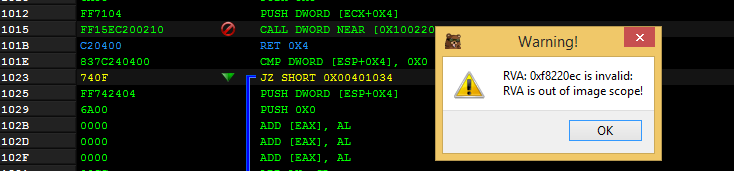 1012 FF7104 PUSH DWORD [ECX+0X4]
1015 FF15EC200210 CALL DWORD NEAR [0X100220
101B C20400 RET 0X4
101E 837C240400 CMP DWORD [ESP+0X4], 0X0
1023 740F JZ SHORT 0X00401034
1025 FF742404 PUSH DWORD [ESP+0X4]
1029 6A00 PUSH 0X0
102B 0000 ADD [EAX], AL
102D 0000 ADD [EAX], AL
102F 0000 ADD [EAX], AL
Warning!
RVA: 0xf8220ec is invalid:
RVA is out of image scope!
OK